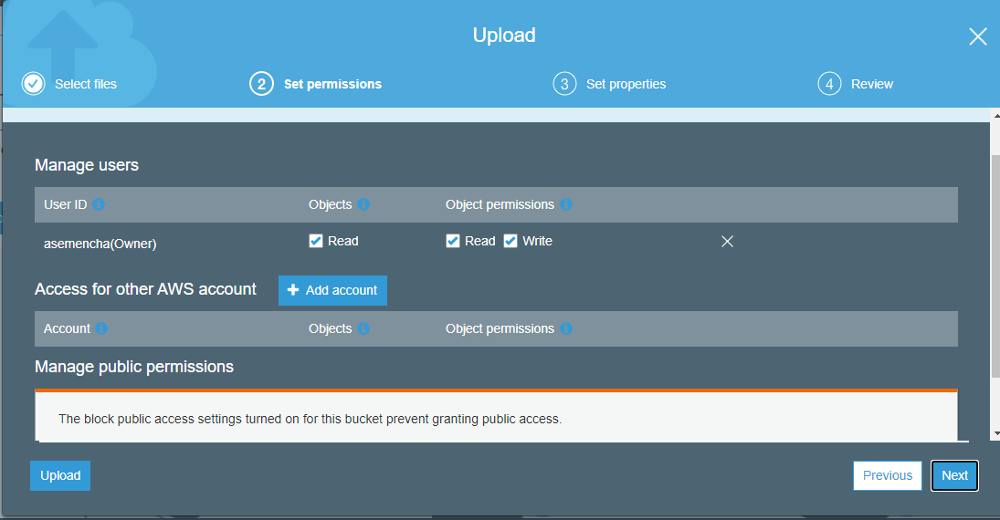 Upload
Select files
2 Set permissions
3 Set properties
4 Review
Manage users
User ID Objects Object permissions
asemencha(Owner) Read Read Write
Access for other AWS account Add account
Account Objects Object permissions
Manage public permissions
The block public access settings turned on for this bucket prevent granting public access.
Upload Previous Next